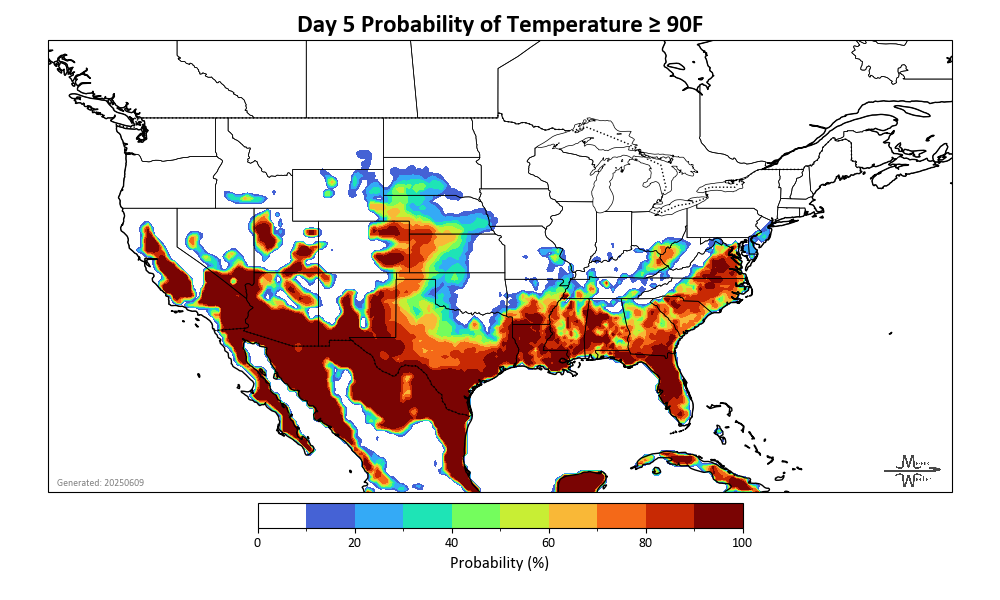 Day 5 Probability of Temperature ≥ 90F
Generated: 20250609
0 20 40 60 80 100
Probability (%)